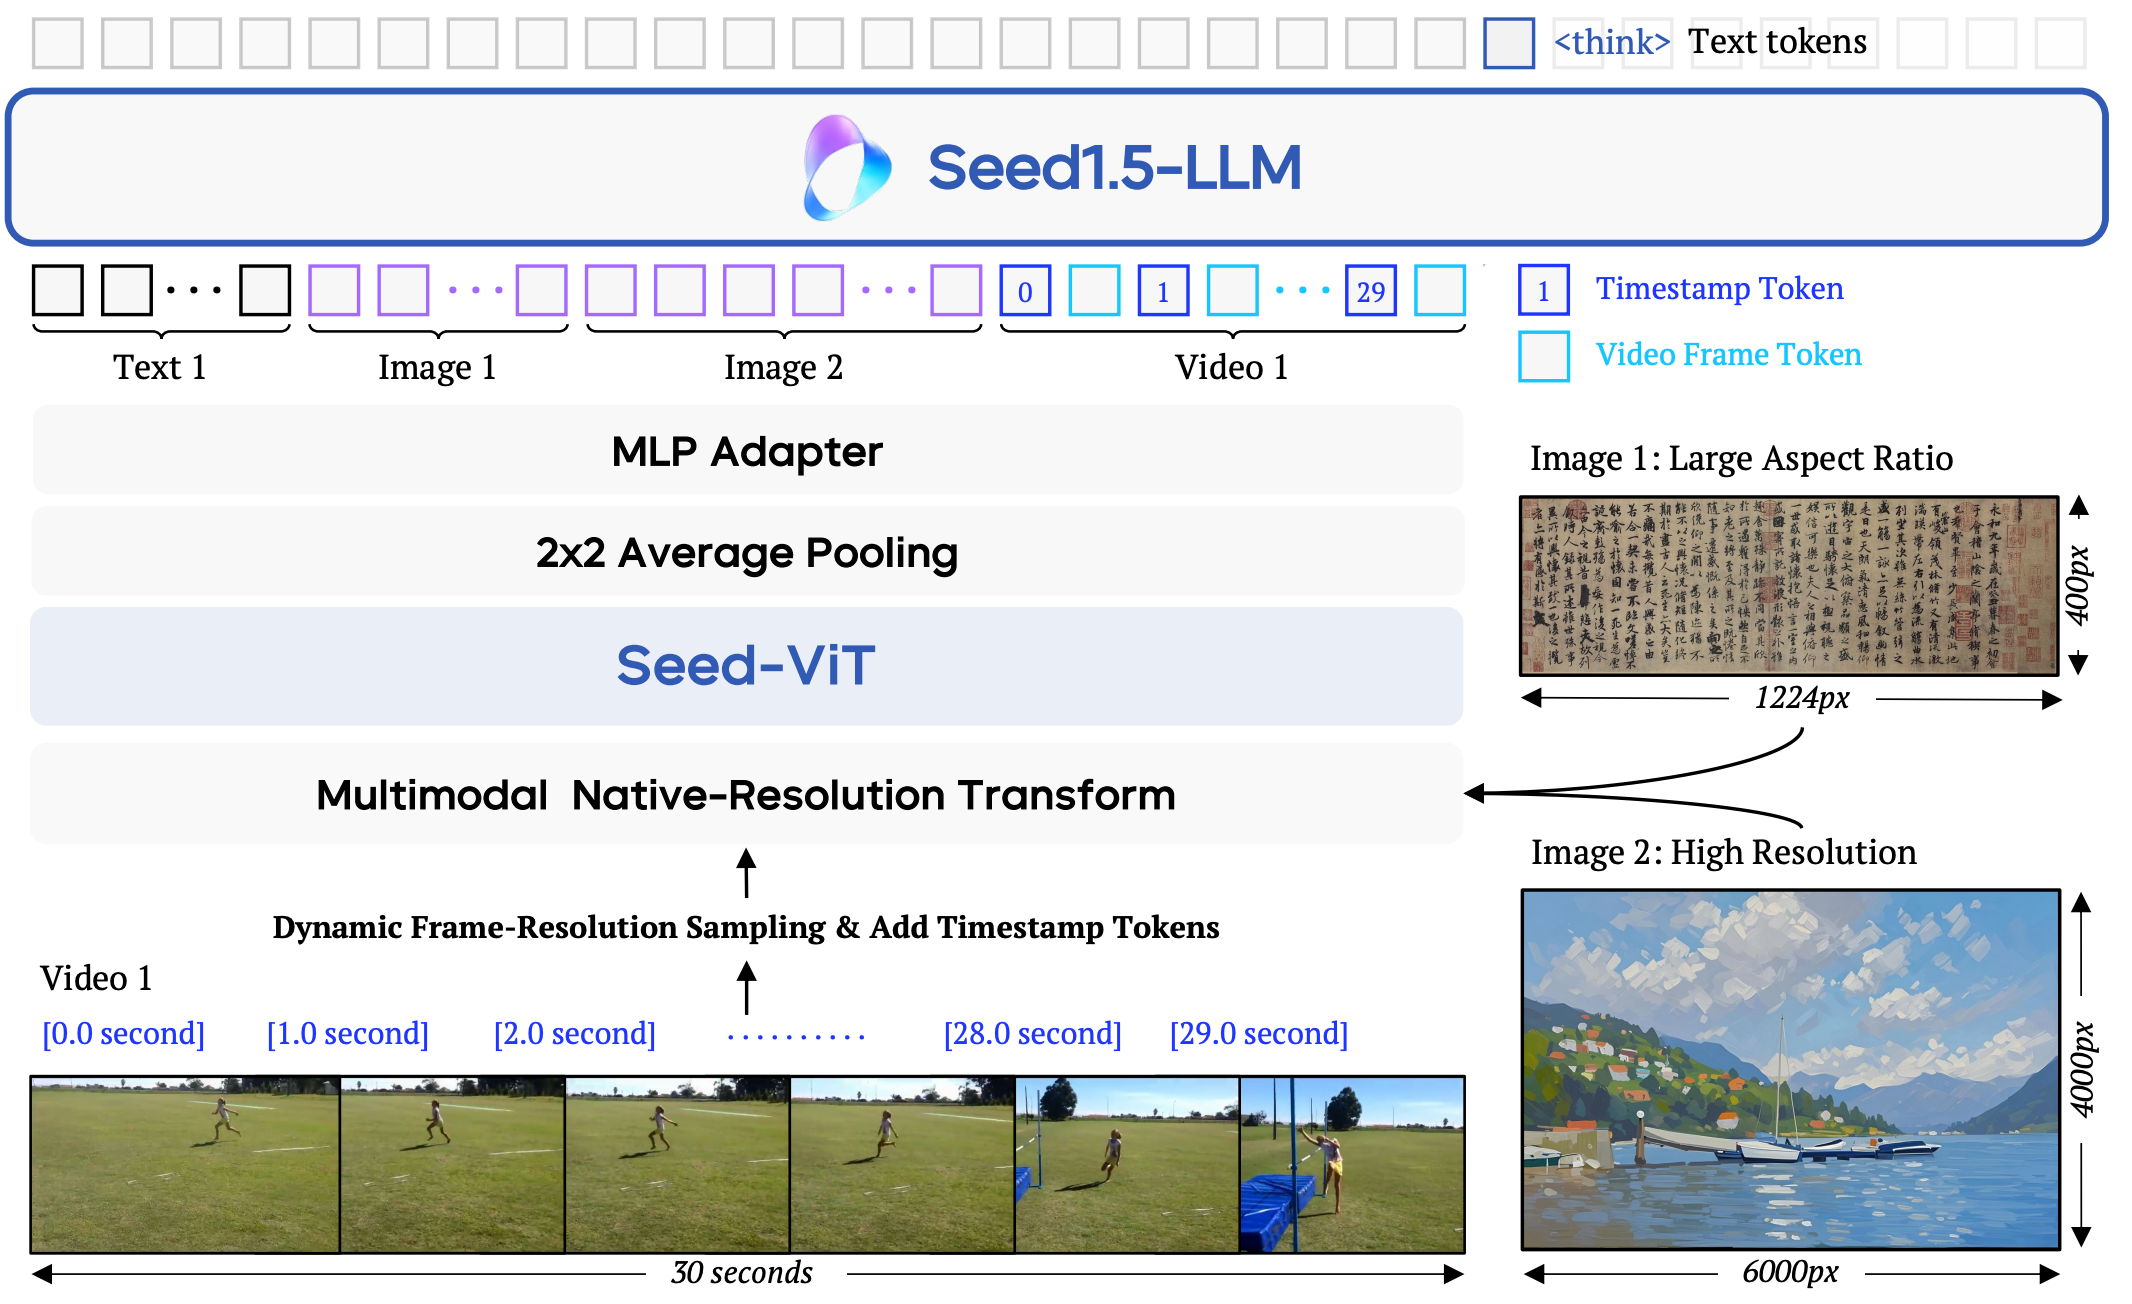 <think> Text tokens
Seed1.5-LLM
0 1 29
1 Timestamp Token
Video Frame Token
Text 1
Image 1
Image 2
Video 1
MLP Adapter
2x2 Average Pooling
Seed-ViT
Multimodal Native-Resolution Transform
Dynamic Frame-Resolution Sampling & Add Timestamp Tokens
Video 1
[0.0 second] [1.0 second] [2.0 second] .......... [28.0 second] [29.0 second]
30 seconds
Image 1: Large Aspect Ratio
400px
1224px
Image 2: High Resolution
4000px
6000px